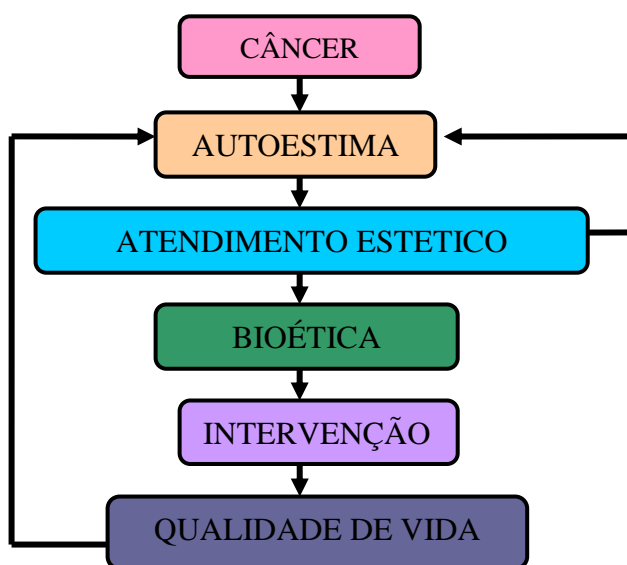 CÂNCER
AUTOESTIMA
ATENDIMENTO ESTETICO
BIOÉTICA
INTERVENÇÃO
QUALIDADE DE VIDA